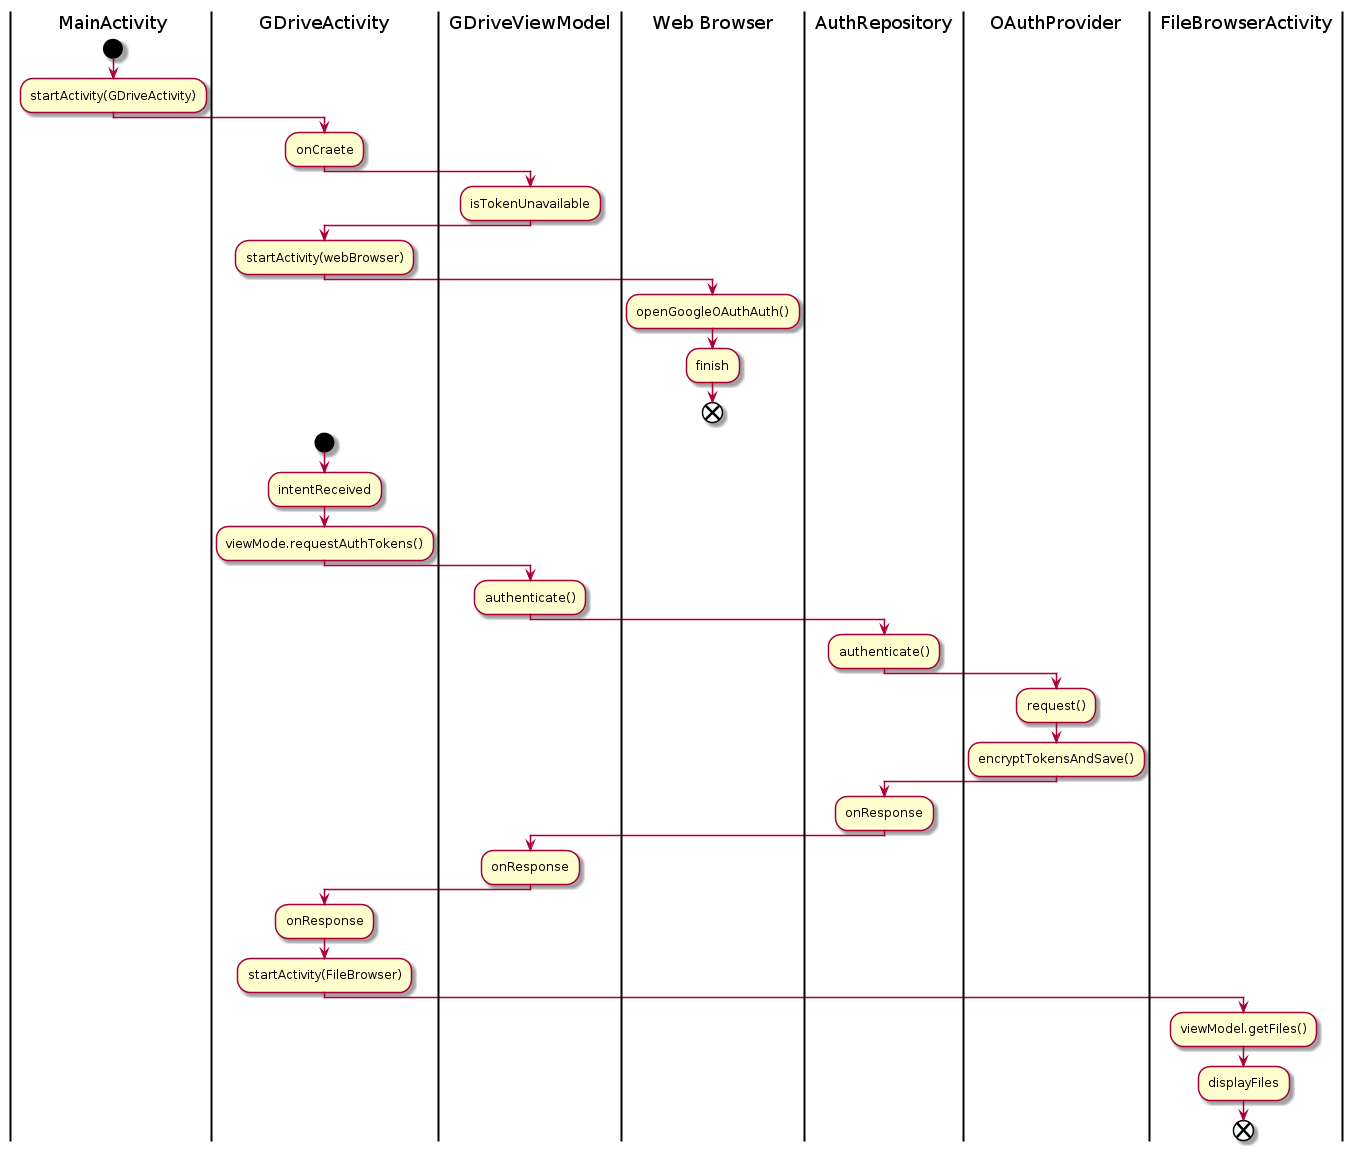 MainActivity
GDriveActivity
GDriveViewModel
Web Browser
AuthRepository
OAuthProvider
FileBrowserActivity
startActivity(GDriveActivity)
onCraete
isTokenUnavailable
startActivity(webBrowser)
openGoogleOAuthAuth()
finish
intentReceived
viewMode.requestAuthTokens()
authenticate()
authenticate()
request()
encryptTokensAndSave()
onResponse
onResponse
onResponse
startActivity(FileBrowser)
viewModel.getFiles()
displayFiles